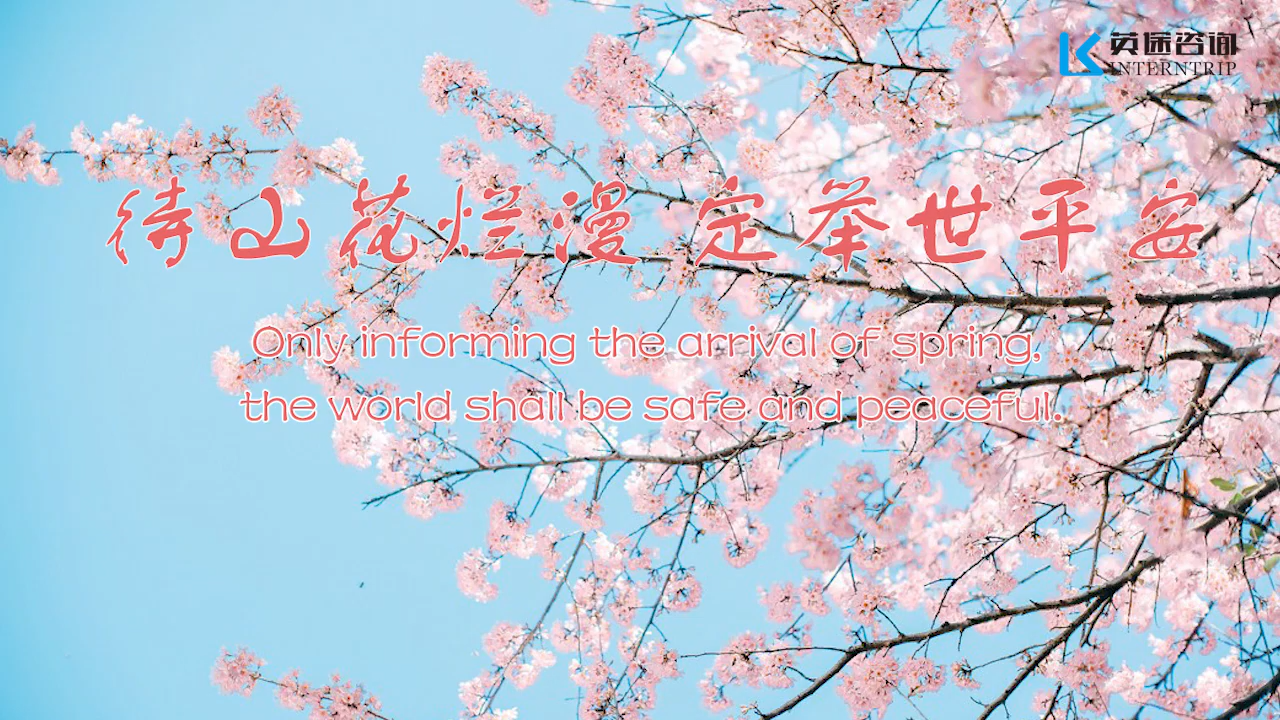 英途咨询
INTERNTRIP
待山花烂漫 定举世平安
Only informing the arrival of spring,
the world shall be safe and peaceful.